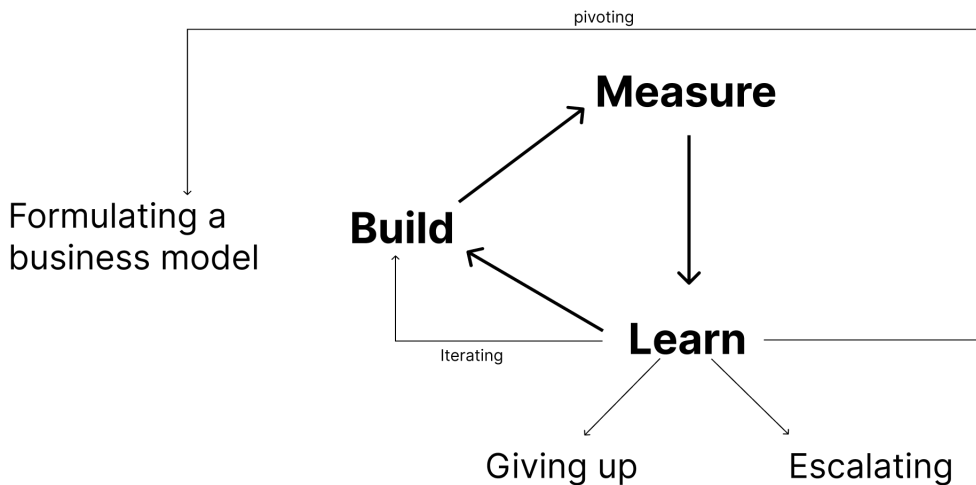 pivoting
Measure
Formulating a
business model
Build
Learn
Iterating
Giving up
Escalating